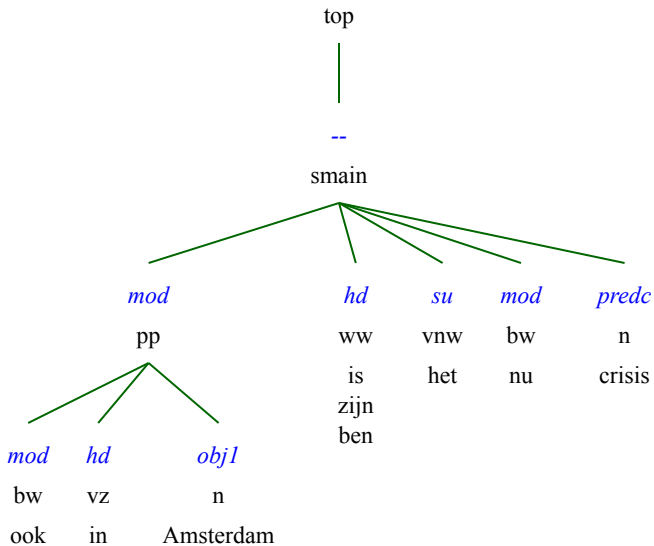 top
--
smain
mod hd su mod predc
pp ww vnw bw n
is het nu crisis
zijn
ben
mod hd obj1
bw vz n
ook in Amsterdam